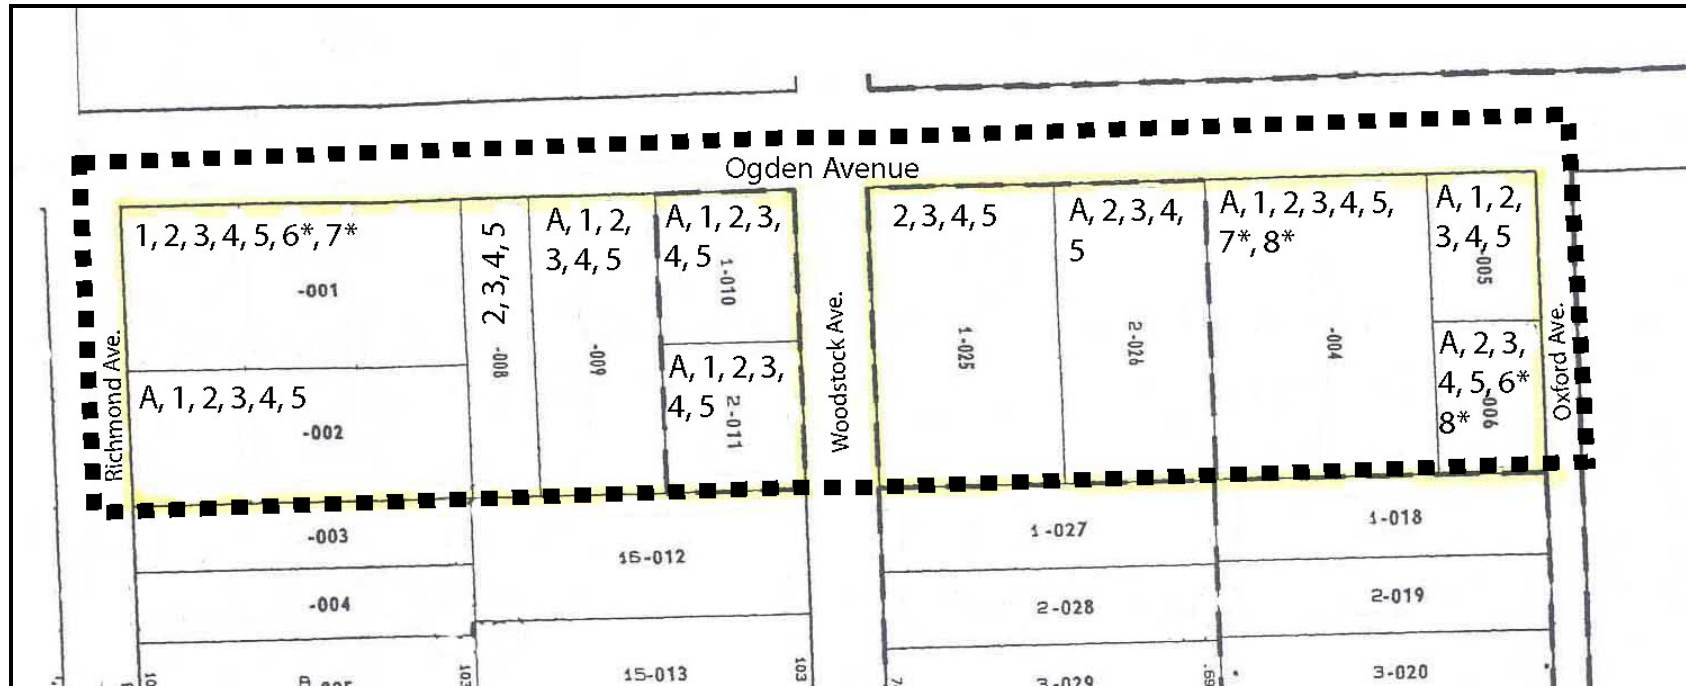 Ogden Avenue
1, 2, 3, 4, 5, 6*, 7*
-001
A, 1, 2, 3, 4, 5
-002
2, 3, 4, 5
-008
A, 1, 2,
3, 4, 5
-009
A, 1, 2, 3,
4, 5
1-010
A, 1, 2, 3,
4, 5
2-011
2, 3, 4, 5
1-025
A, 2, 3, 4,
5
2-026
A, 1, 2, 3, 4, 5,
7*, 8*
-004
A, 1, 2,
3, 4, 5
-005
A, 2, 3,
4, 5, 6*
8*
-006
Richmond Ave.
Woodstock Ave.
Oxford Ave.
-003
-004
15-012
15-013
1-027
2-028
3-029
1-018
2-019
3-020
103
103